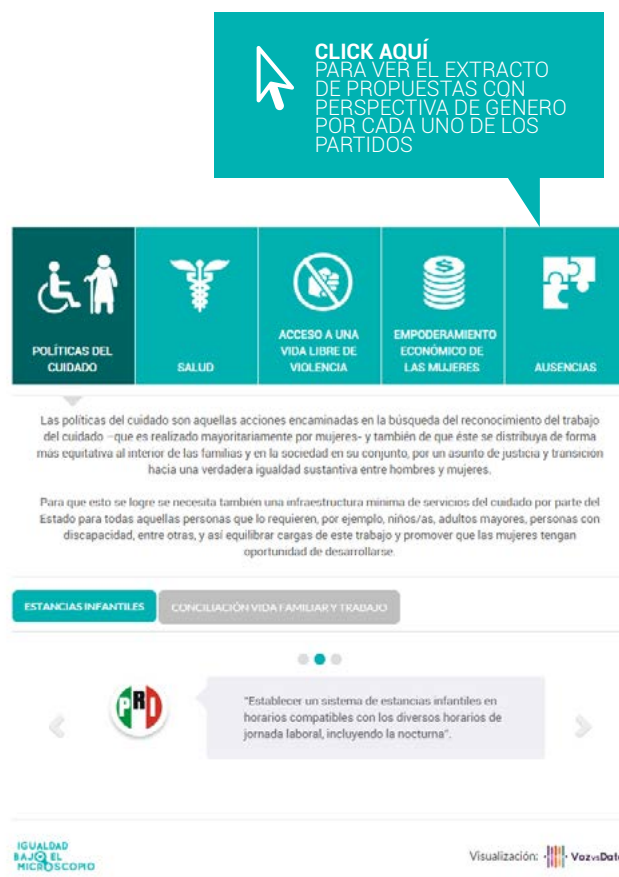 CLICK AQUÍ
PARA VER EL EXTRACTO
DE PROPUESTAS CON
PERSPECTIVA DE GÉNERO
POR CADA UNO DE LOS
PARTIDOS
POLÍTICAS DEL
CUIDADO
SALUD
ACCESO A UNA
VIDA LIBRE DE
VIOLENCIA
EMPODERAMIENTO
ECONÓMICO DE
LAS MUJERES
AUSENCIAS
Las políticas del cuidado son aquellas acciones encaminadas en la búsqueda del reconocimiento del trabajo
del cuidado –que es realizado mayoritariamente por mujeres- y también de que éste se distribuya de forma
más equitativa al interior de las familias y en la sociedad en su conjunto, por un asunto de justicia y transición
hacia una verdadera igualdad sustantiva entre hombres y mujeres.
Para que esto se logre se necesita también una infraestructura mínima de servicios del cuidado por parte del
Estado para todas aquellas personas que lo requieren, por ejemplo, niños/as, adultos mayores, personas con
discapacidad, entre otras, y así equilibrar cargas de este trabajo y promover que las mujeres tengan
oportunidad de desarrollarse.
ESTANCIAS INFANTILES
CONCILIACIÓN VIDA FAMILIAR Y TRABAJO
PRI
"Establecer un sistema de estancias infantiles en
horarios compatibles con los diversos horarios de
jornada laboral, incluyendo la nocturna".
IGUALDAD
BAJO EL
MICROSCOPIO
Visualización: VozvsDato